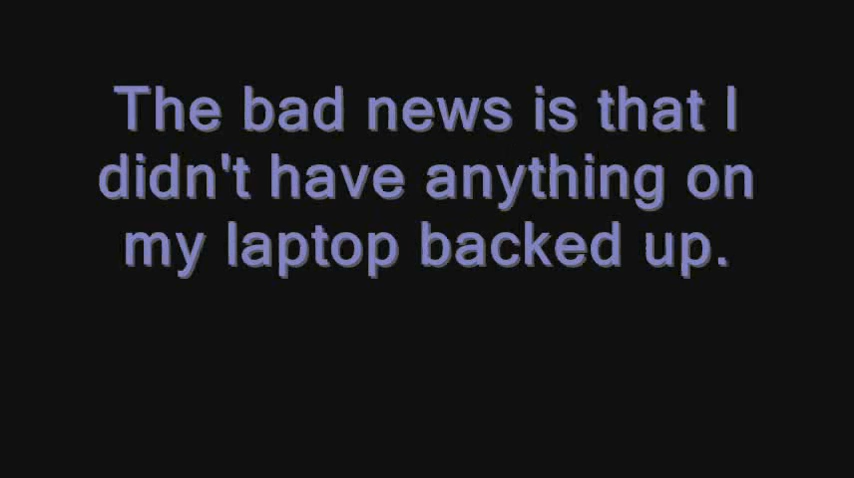 The bad news is that I
didn't have anything on
my laptop backed up.